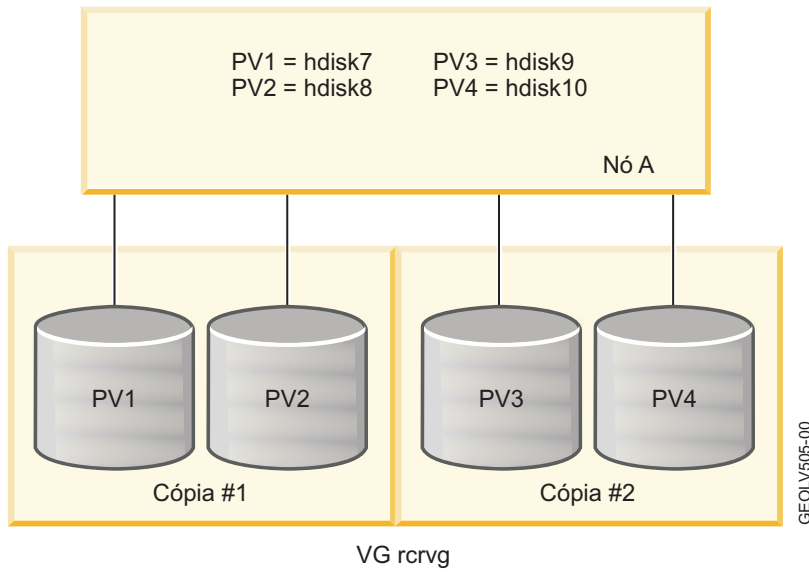 PV1 = hdisk7 PV3 = hdisk9
PV2 = hdisk8 PV4 = hdisk10
Nó A
PV1 PV2 PV3 PV4
Cópia #1 Cópia #2
VG rcrvg
GEOLV505-00